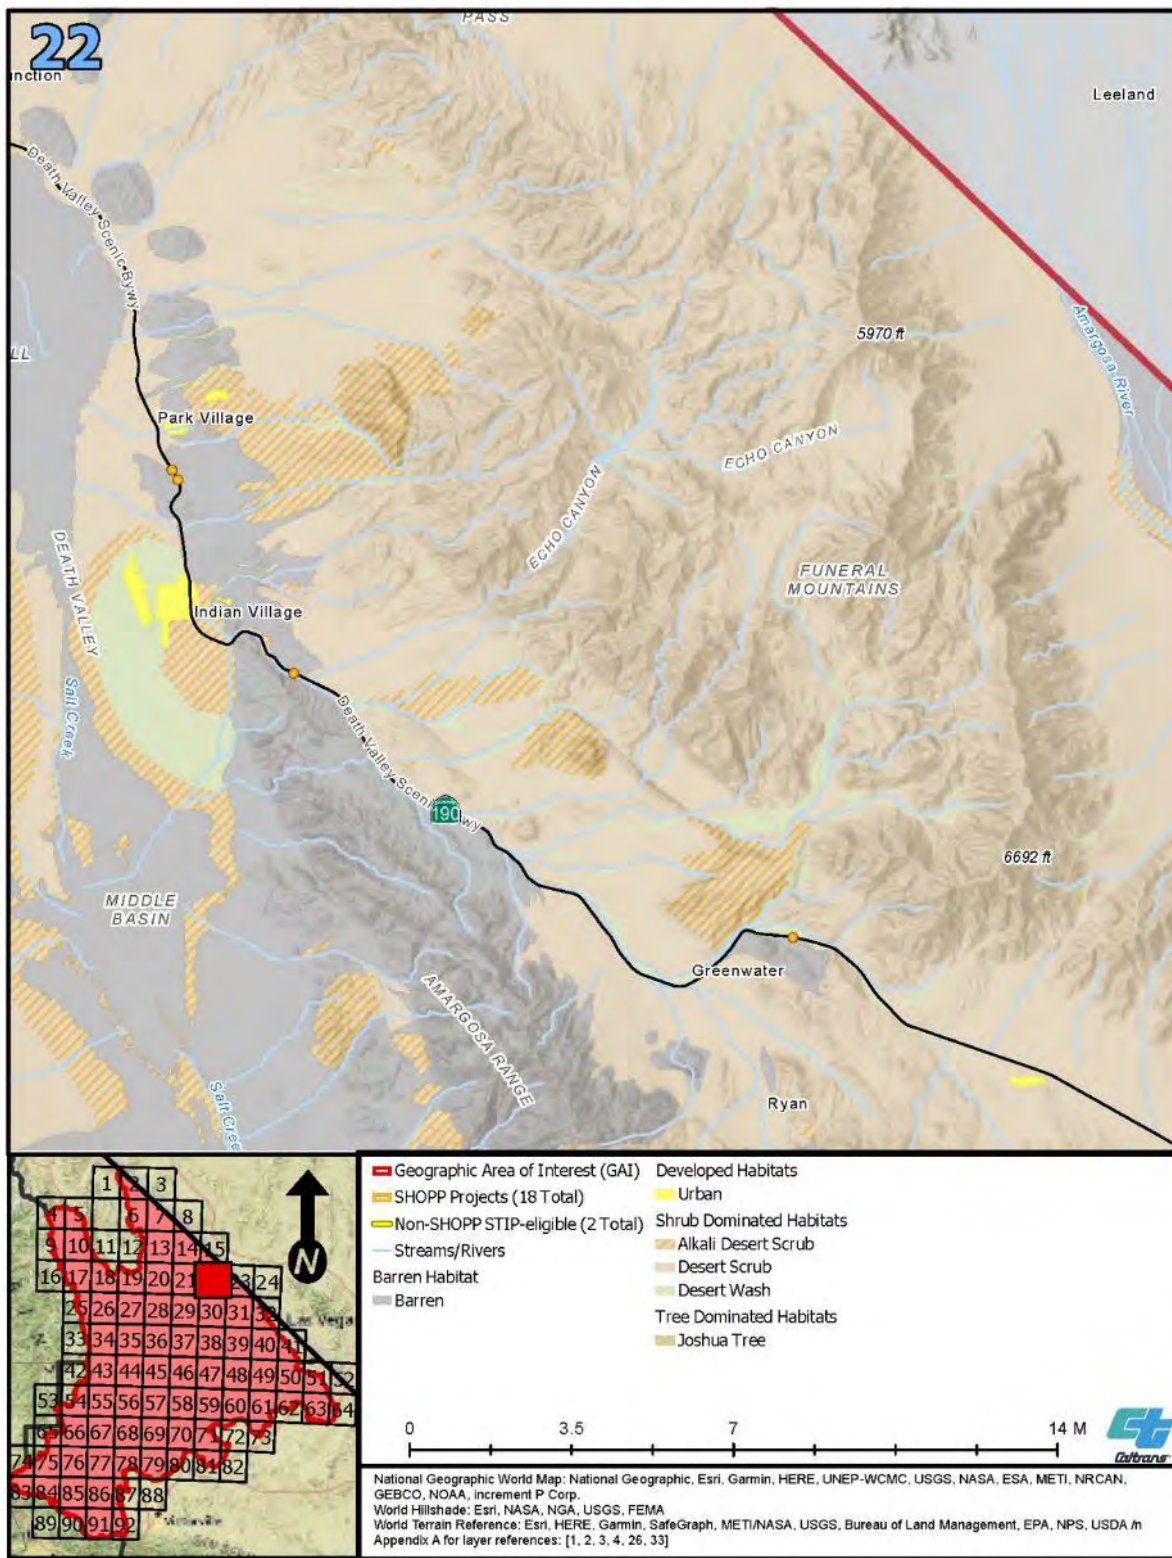 PASS
22
unction
Leeland
Death Valley Scenic Bywy
Amargosa River
5970 ft
LL
Park Village
ECHO CANYON
ECHO CANYON
DEATH VALLEY
FUNERAL
MOUNTAINS
Indian Village
Salt Creek
Death Valley Scenic Bywy
190
6692 ft
MIDDLE
BASIN
Greenwater
AMARGOSA RANGE
Salt Cree
Ryan
1 2 3
4 5 6 7 8
9 10 11 12 13 14 15
16 17 18 19 20 21 23 24
25 26 27 28 29 30 31 32
Las Vega
33 34 35 36 37 38 39 40 41
42 43 44 45 46 47 48 49 50 51 52
53 54 55 56 57 58 59 60 61 62 63 64
65 66 67 68 69 70 71 72 73
74 75 76 77 78 79 80 81 82
83 84 85 86 87 88
89 90 91 92
N
Geographic Area of Interest (GAI)
SHOPP Projects (18 Total)
Non-SHOPP STIP-eligible (2 Total)
Streams/Rivers
Barren Habitat
Barren
Developed Habitats
Urban
Shrub Dominated Habitats
Alkali Desert Scrub
Desert Scrub
Desert Wash
Tree Dominated Habitats
Joshua Tree
0 3.5 7 14 M
ct
Caltrans
National Geographic World Map: National Geographic, Esri, Garmin, HERE, UNEP-WCMC, USGS, NASA, ESA, METI, NRCAN,
GEBCO, NOAA, increment P Corp.
World Hillshade: Esri, NASA, NGA, USGS, FEMA
World Terrain Reference: Esri, HERE, Garmin, SafeGraph, METI/NASA, USGS, Bureau of Land Management, EPA, NPS, USDA /n
Appendix A for layer references: [1, 2, 3, 4, 26, 33]